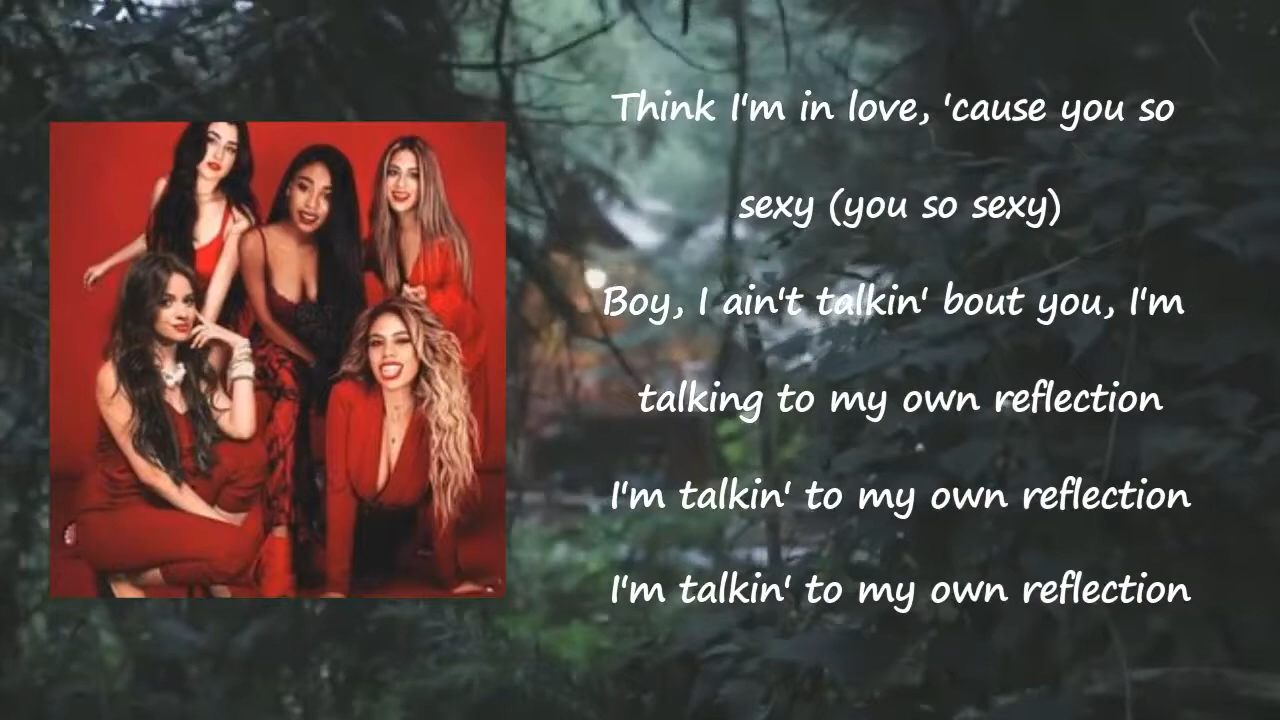 Think I'm in love, 'cause you so
sexy (you so sexy)
Boy, I ain't talkin' bout you, I'm
talking to my own reflection
I'm talkin' to my own reflection
I'm talkin' to my own reflection